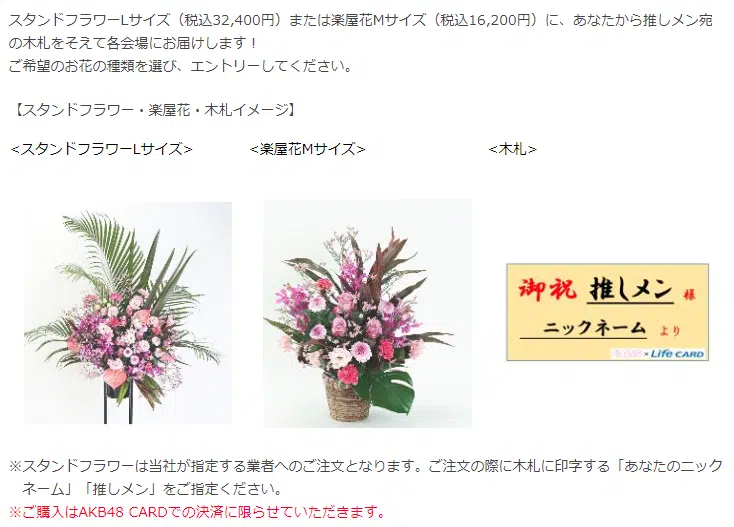 スタンドフラワーLサイズ（税込32,400円）または楽屋花Mサイズ（税込16,200円）に、あなたから推しメン宛
の木札をそえて各会場にお届けします！
ご希望のお花の種類を選び、エントリーしてください。
【スタンドフラワー・楽屋花・木札イメージ】
<スタンドフラワーLサイズ> <楽屋花Mサイズ> <木札>
御祝 推しメン 様
ニックネーム より
× Life CARD
※スタンドフラワーは当社が指定する業者へのご注文となります。ご注文の際に木札に印字する「あなたのニック
ネーム」「推しメン」をご指定ください。
※ご購入はAKB48 CARDでの決済に限らせていただきます。